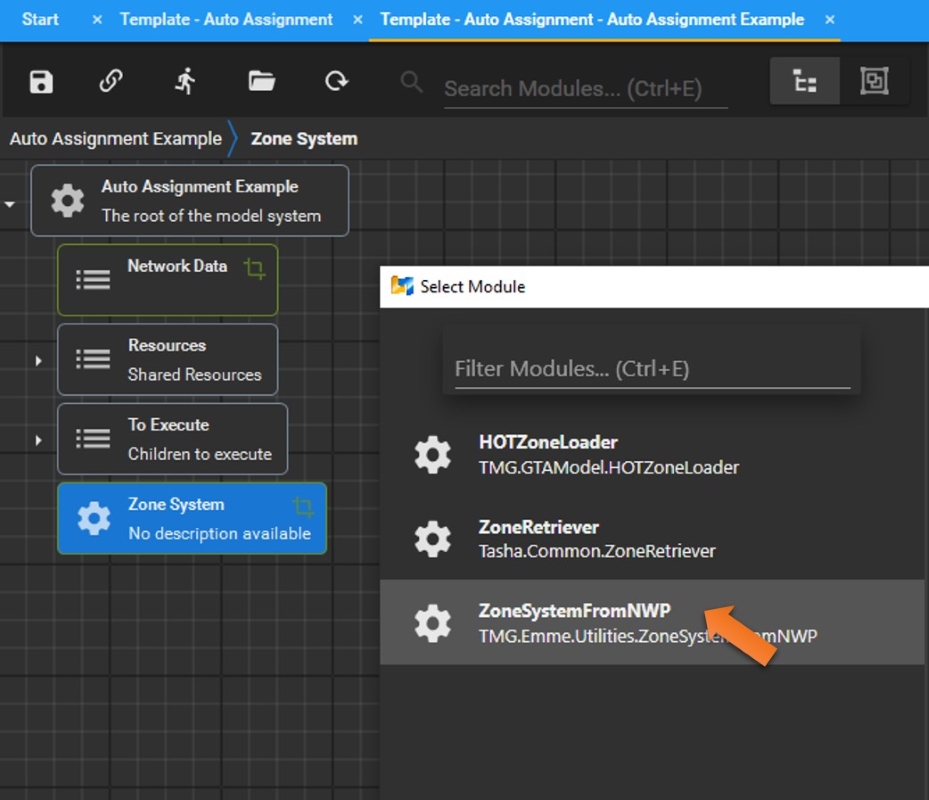 Start × Template - Auto Assignment × Template - Auto Assignment - Auto Assignment Example ×
Search Modules... (Ctrl+E)
Auto Assignment Example Zone System
Auto Assignment Example
The root of the model system
Network Data
Resources
Shared Resources
To Execute
Children to execute
Zone System
No description available
Select Module
Filter Modules... (Ctrl+E)
HOTZoneLoader
TMG.GTAModel.HOTZoneLoader
ZoneRetriever
Tasha.Common.ZoneRetriever
ZoneSystemFromNWP
TMG.Emme.Utilities.ZoneSystemFromNWP